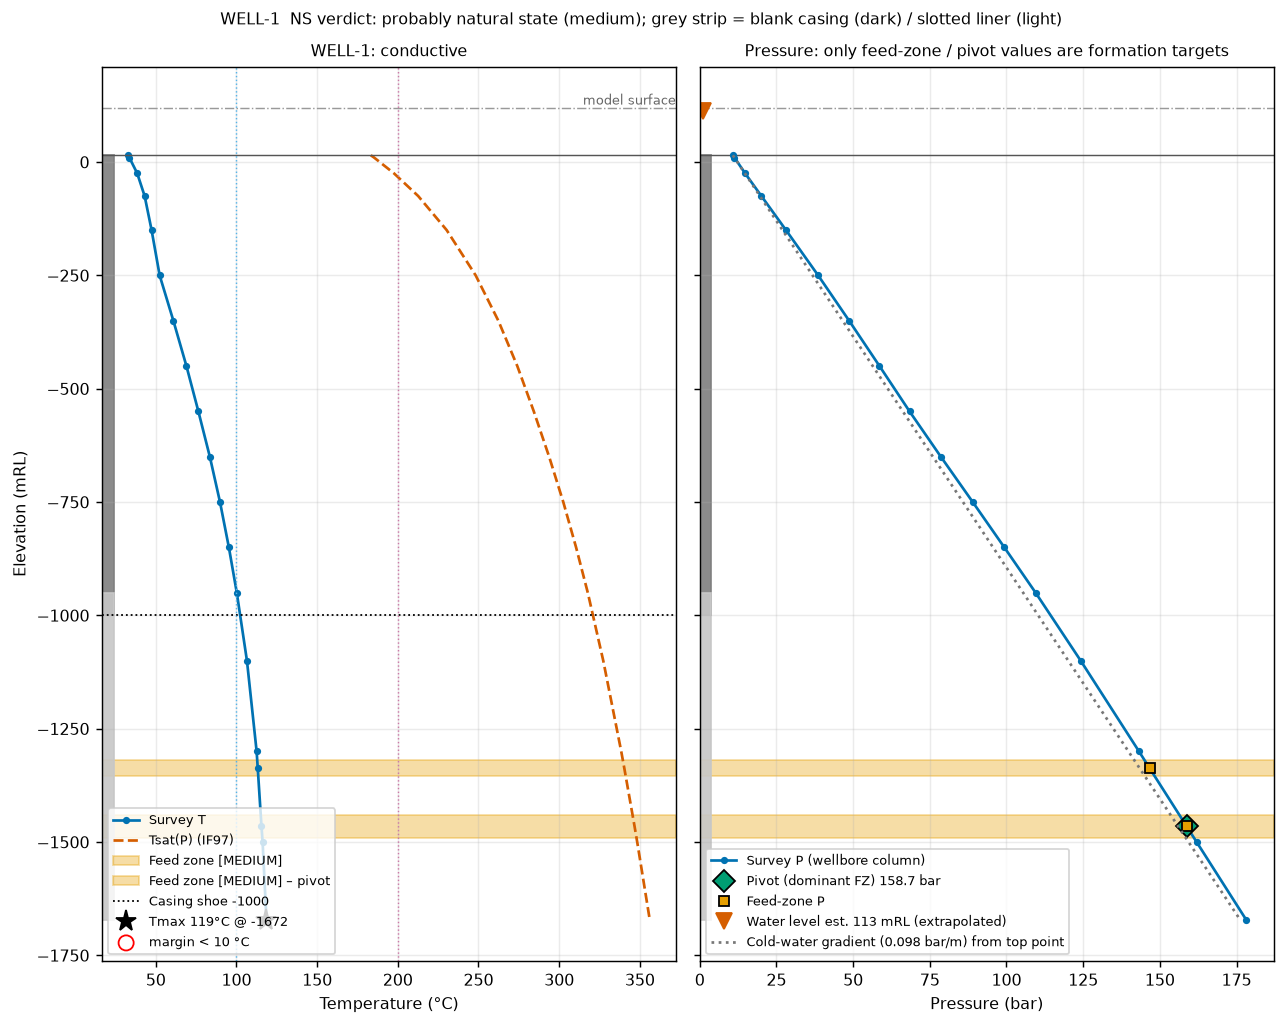 WELL-1  NS verdict: probably natural state (medium); grey strip = blank casing (dark) / slotted liner (light)
WELL-1: conductive
model surface
Elevation (mRL)
0
−250
−500
−750
−1000
−1250
−1500
−1750
Survey T
Tsat(P) (IF97)
Feed zone [MEDIUM]
Feed zone [MEDIUM] – pivot
Casing shoe -1000
Tmax 119°C @ -1672
margin < 10 °C
50 100 150 200 250 300 350
Temperature (°C)
Pressure: only feed-zone / pivot values are formation targets
Survey P (wellbore column)
Pivot (dominant FZ) 158.7 bar
Feed-zone P
Water level est. 113 mRL (extrapolated)
Cold-water gradient (0.098 bar/m) from top point
0 25 50 75 100 125 150 175
Pressure (bar)